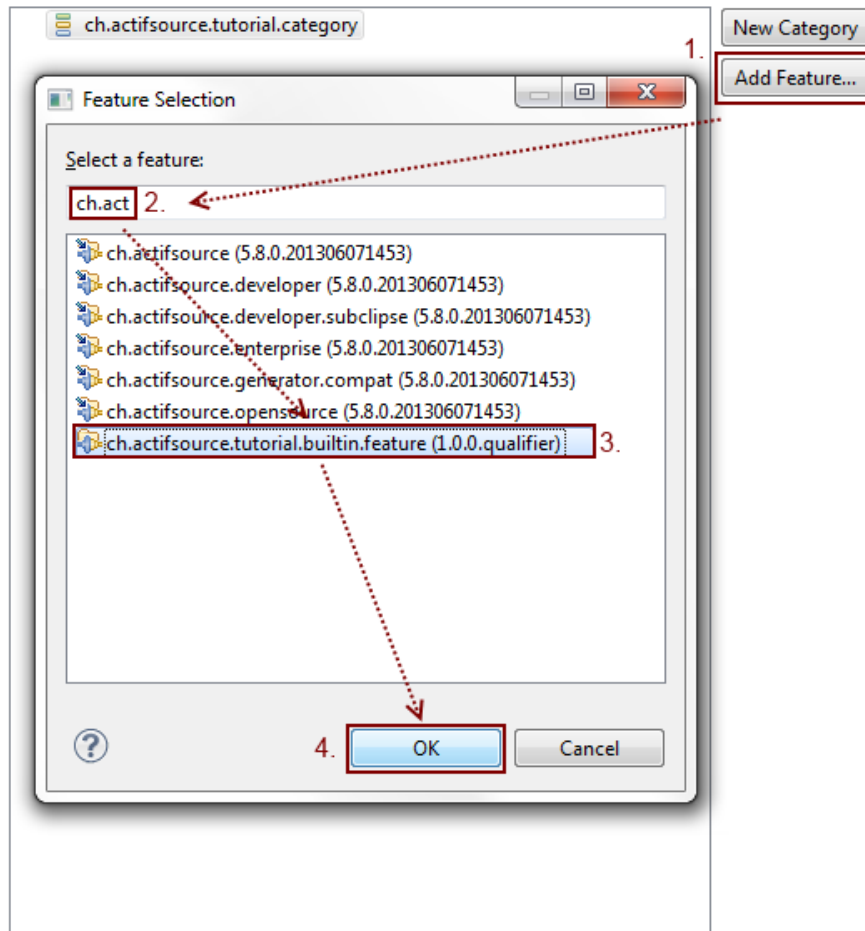 ch.actifsource.tutorial.category
New Category
1.
Add Feature...
Feature Selection
Select a feature:
ch.act 2.
ch.actifsource (5.8.0.201306071453)
ch.actifsource.developer (5.8.0.201306071453)
ch.actifsource.developer.subclipse (5.8.0.201306071453)
ch.actifsource.enterprise (5.8.0.201306071453)
ch.actifsource.generator.compat (5.8.0.201306071453)
ch.actifsource.opensource (5.8.0.201306071453)
ch.actifsource.tutorial.builtin.feature (1.0.0.qualifier) 3.
? 4. OK Cancel